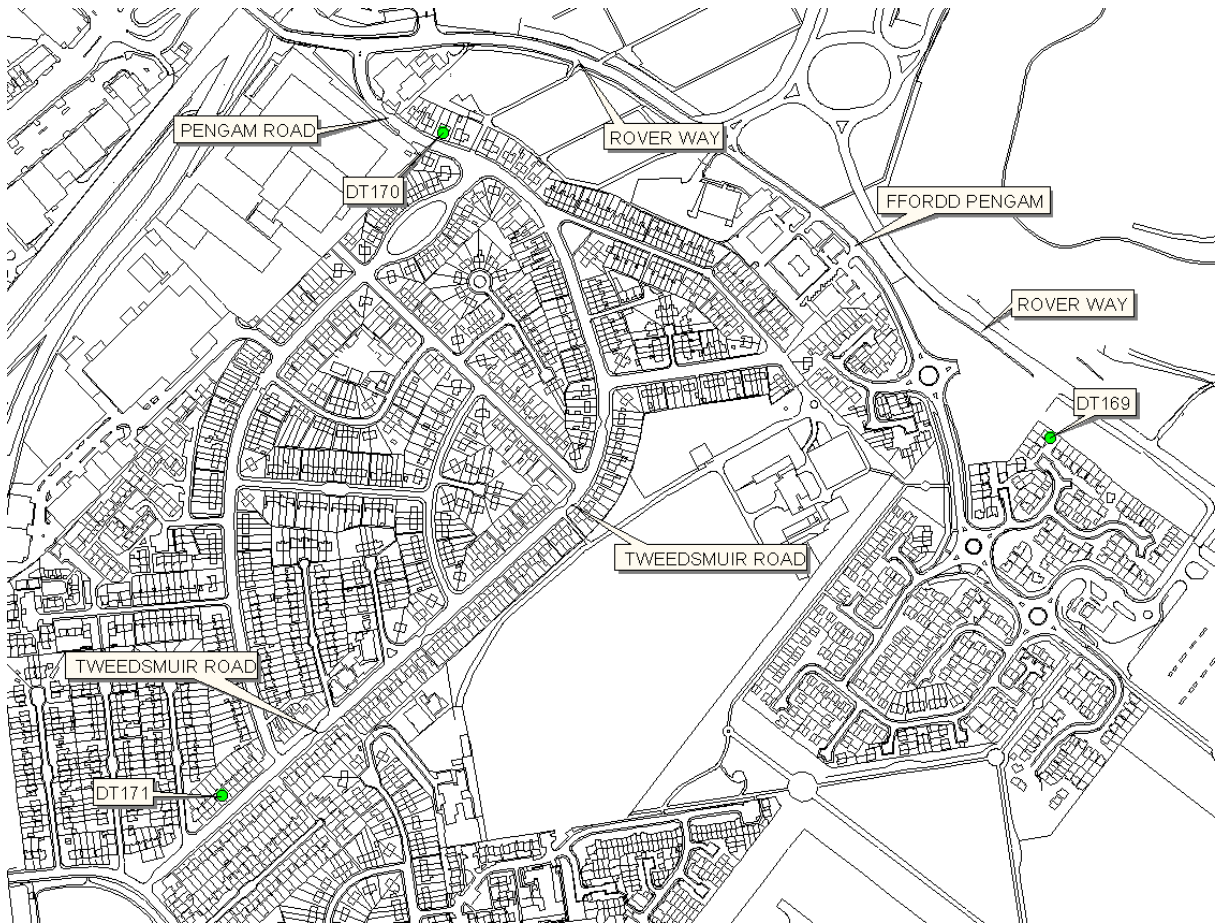 PENGAM ROAD
ROVER WAY
DT170
FFORDD PENGAM
ROVER WAY
DT169
TWEEDSMUIR ROAD
TWEEDSMUIR ROAD
DT171